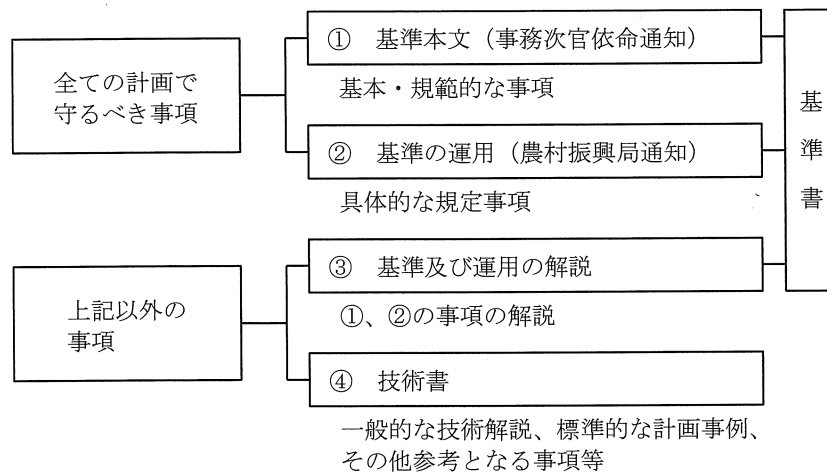 全ての計画で
守るべき事項
① 基準本文（事務次官依命通知）
基本・規範的な事項
② 基準の運用（農村振興局通知）
具体的な規定事項
上記以外の
事項
③ 基準及び運用の解説
①、②の事項の解説
④ 技術書
一般的な技術解説、標準的な計画事例、
その他参考となる事項等
基準書